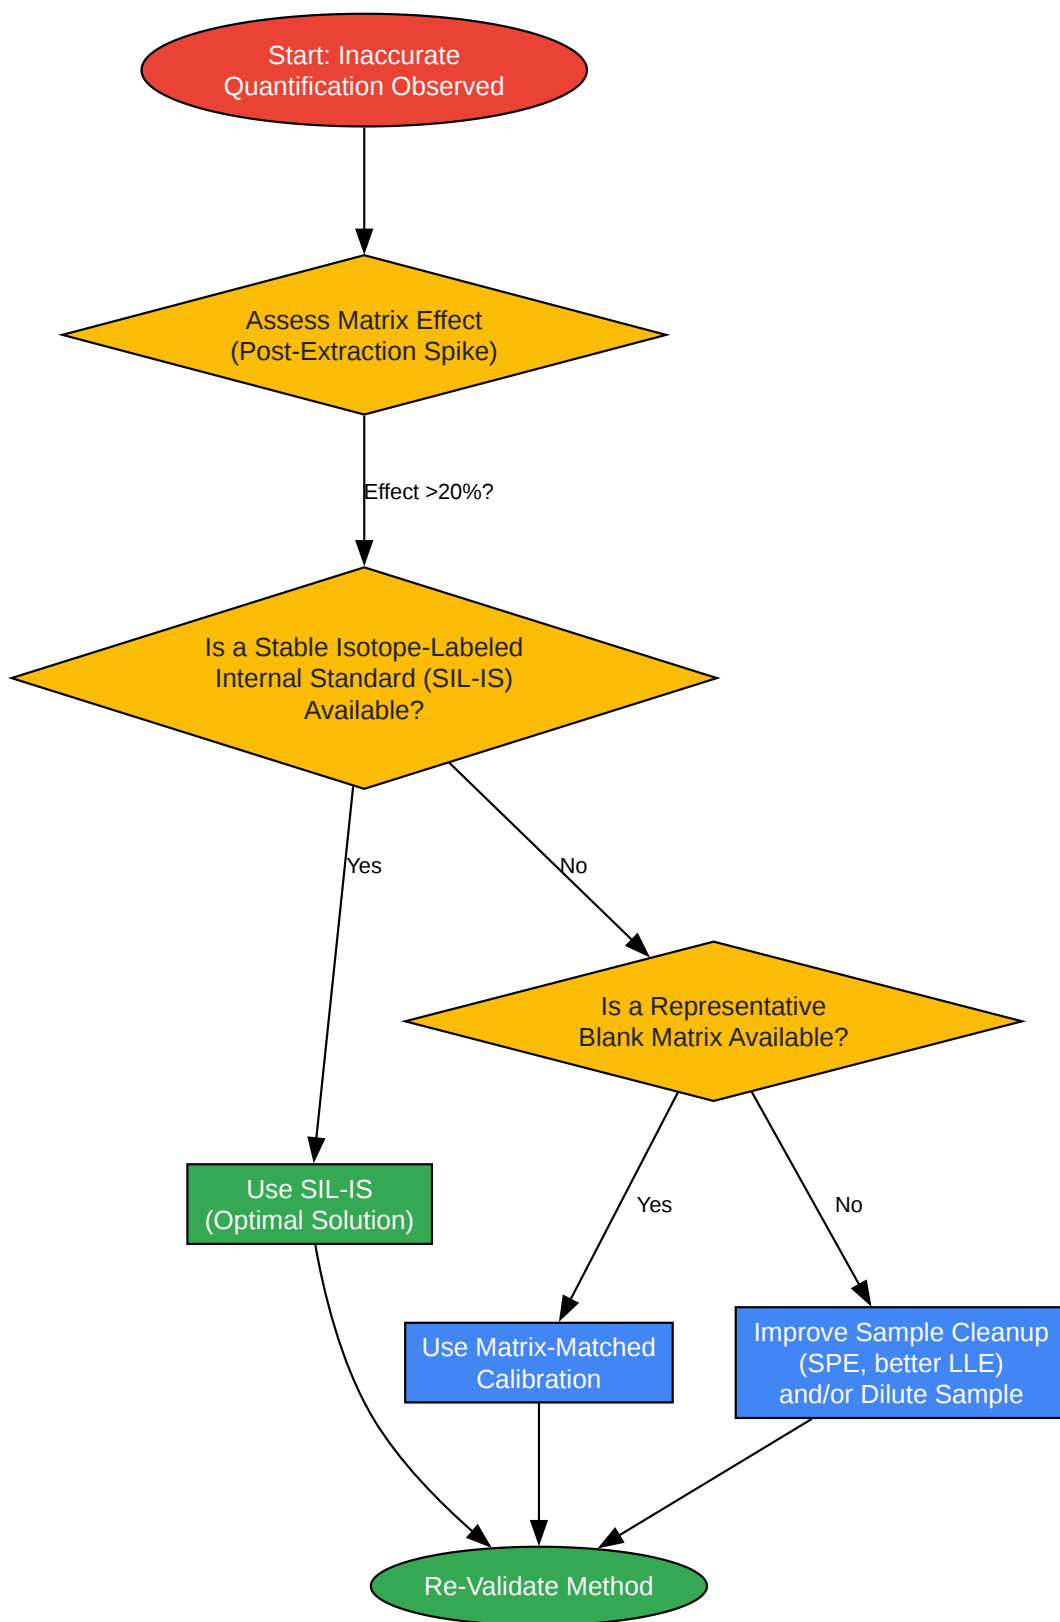 Start: Inaccurate
Quantification Observed
Assess Matrix Effect
(Post-Extraction Spike)
Effect >20%?
Is a Stable Isotope-Labeled
Internal Standard (SIL-IS)
Available?
Yes
No
Is a Representative
Blank Matrix Available?
Use SIL-IS
(Optimal Solution)
Yes
No
Use Matrix-Matched
Calibration
Improve Sample Cleanup
(SPE, better LLE)
and/or Dilute Sample
Re-Validate Method